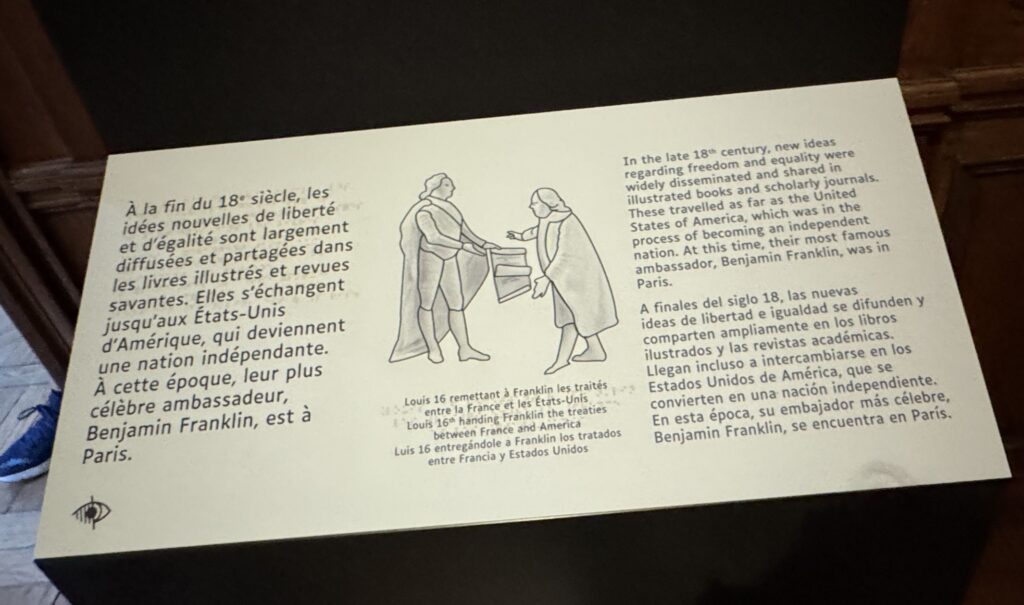 À la fin du 18e siècle, les
idées nouvelles de liberté
et d'égalité sont largement
diffusées et partagées dans
les livres illustrés et revues
savantes. Elles s'échangent
jusqu'aux États-Unis
d'Amérique, qui deviennent
une nation indépendante.
À cette époque, leur plus
célèbre ambassadeur,
Benjamin Franklin, est à
Paris.
Louis 16 remettant à Franklin les traités
entre la France et les États-Unis
Louis 16th handing Franklin the treaties
between France and America
Luis 16 entregándole a Franklin los tratados
entre Francia y Estados Unidos
In the late 18th century, new ideas
regarding freedom and equality were
widely disseminated and shared in
illustrated books and scholarly journals.
These travelled as far as the United
States of America, which was in the
process of becoming an independent
nation. At this time, their most famous
ambassador, Benjamin Franklin, was in
Paris.
A finales del siglo 18, las nuevas
ideas de libertad e igualdad se difunden y
comparten ampliamente en los libros
ilustrados y las revistas académicas.
Llegan incluso a intercambiarse en los
Estados Unidos de América, que se
convierten en una nación independiente.
En esta época, su embajador más célebre,
Benjamin Franklin, se encuentra en París.